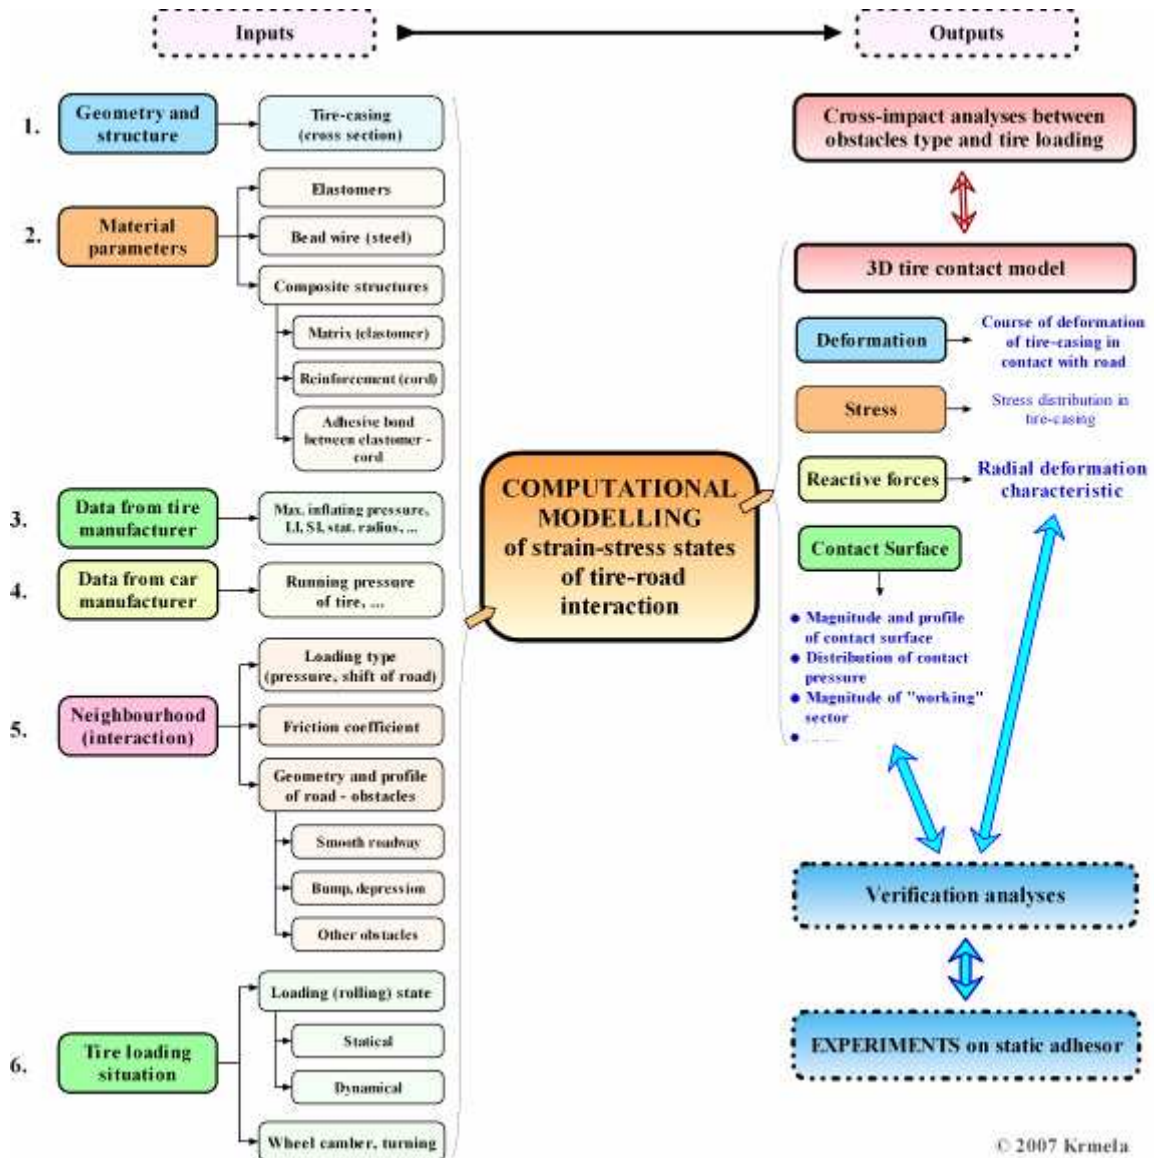 Inputs
Outputs
1.
Geometry and
structure
Tire-casing
(cross section)
2.
Material
parameters
Elastomers
Bead wire (steel)
Composite structures
Matrix (elastomer)
Reinforcement (cord)
Adhesive bond
between elastomer -
cord
3.
Data from tire
manufacturer
Max. inflating pressure,
LI, SI, stat. radius, ...
4.
Data from car
manufacturer
Running pressure
of tire, ...
5.
Neighbourhood
(interaction)
Loading type
(pressure, shift of road)
Friction coefficient
Geometry and profile
of road - obstacles
Smooth roadway
Bump, depression
Other obstacles
6.
Tire loading
situation
Loading (rolling) state
Statical
Dynamical
Wheel camber, turning
COMPUTATIONAL
MODELLING
of strain-stress states
of tire-road
interaction
Cross-impact analyses between
obstacles type and tire loading
3D tire contact model
Deformation
Course of deformation
of tire-casing in
contact with road
Stress
Stress distribution in
tire-casing
Reactive forces
Radial deformation
characteristic
Contact Surface
● Magnitude and profile
of contact surface
● Distribution of contact
pressure
● Magnitude of "working"
sector
● ......
Verification analyses
EXPERIMENTS on static adhesor
© 2007 Krmela